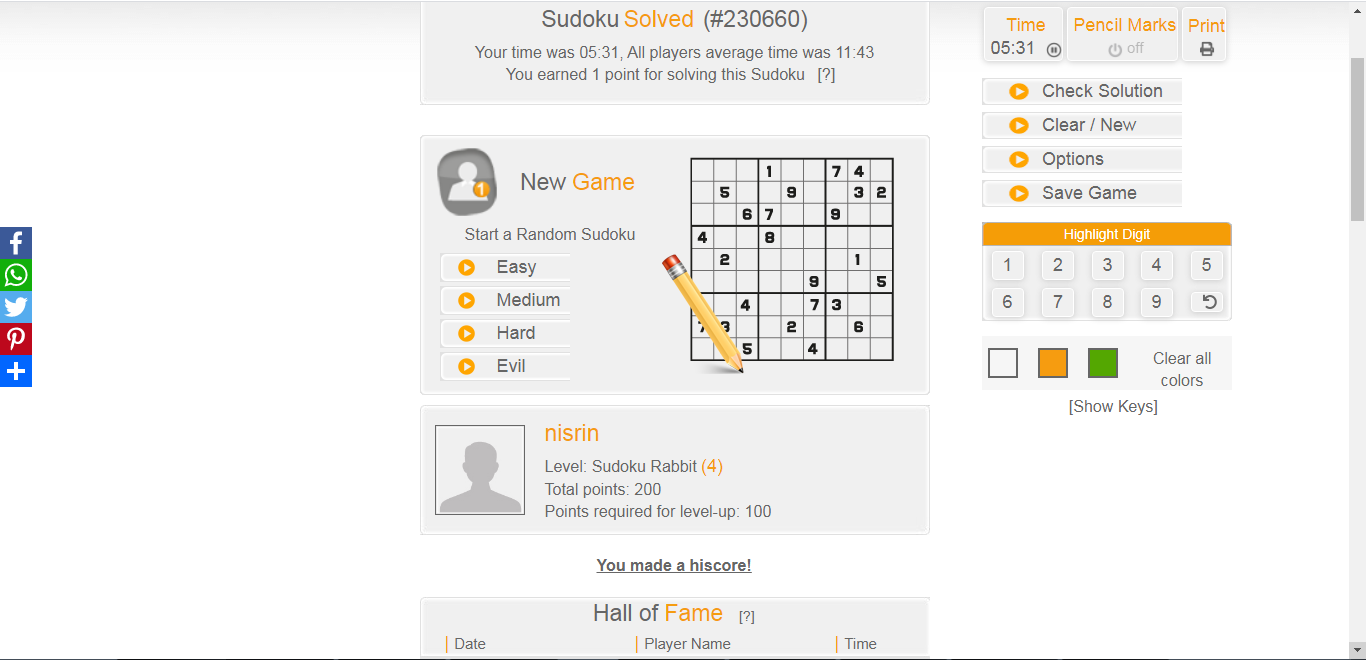 Sudoku Solved (#230660)
Your time was 05:31, All players average time was 11:43
You earned 1 point for solving this Sudoku [?]
New Game
1
Start a Random Sudoku
Easy
Medium
Hard
Evil
1 7 4
5 9 3 2
6 7 9
4 8
2 1
9 5
4 7 3
7 3 2 6
5 4
nisrin
Level: Sudoku Rabbit (4)
Total points: 200
Points required for level-up: 100
You made a hiscore!
Hall of Fame [?]
Date Player Name Time
Time
05:31
Pencil Marks
off
Print
Check Solution
Clear / New
Options
Save Game
Highlight Digit
1 2 3 4 5
6 7 8 9
Clear all
colors
[Show Keys]